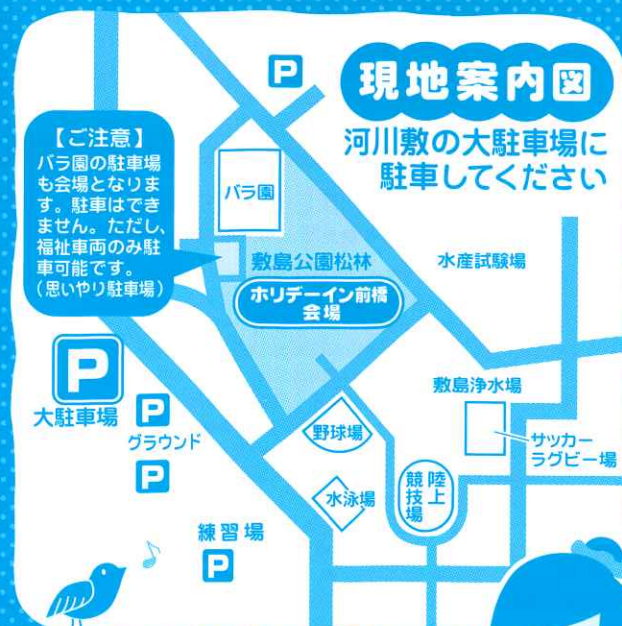 P
現地案内図
河川敷の大駐車場に
駐車してください
【ご注意】
バラ園の駐車場
も会場となりま
す。駐車はでき
ません。ただし、
福祉車両のみ駐
車可能です。
(思いやり駐車場)
バラ園
敷島公園松林
水産試験場
ホリデーイン前橋
会場
P
大駐車場
敷島浄水場
P
グラウンド
P
野球場
サッカー
ラグビー場
水泳場
陸上
競技場
練習場
P